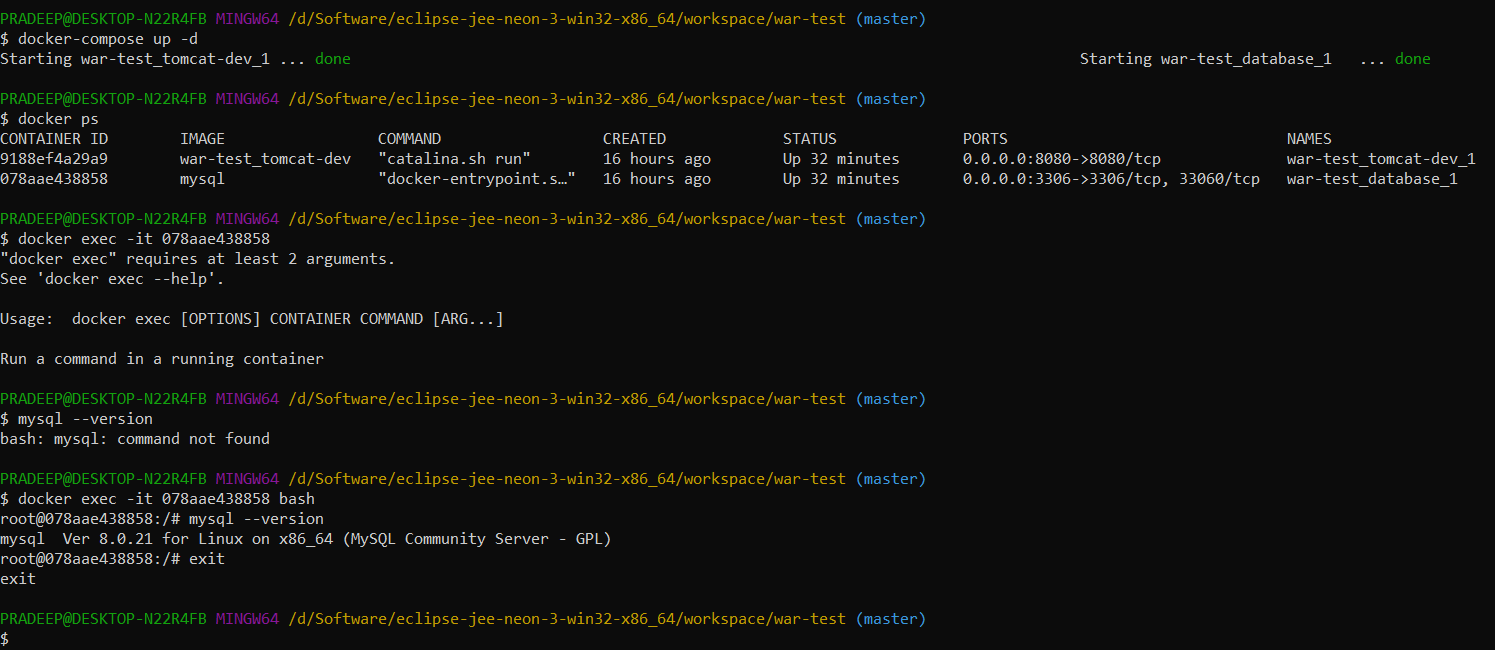 PRADEEP@DESKTOP-N22R4FB MINGW64 /d/Software/eclipse-jee-neon-3-win32-x86_64/workspace/war-test (master)
$ docker-compose up -d
Starting war-test_tomcat-dev_1 ... done Starting war-test_database_1 ... done
PRADEEP@DESKTOP-N22R4FB MINGW64 /d/Software/eclipse-jee-neon-3-win32-x86_64/workspace/war-test (master)
$ docker ps
CONTAINER ID IMAGE COMMAND CREATED STATUS PORTS NAMES
9188ef4a29a9 war-test_tomcat-dev "catalina.sh run" 16 hours ago Up 32 minutes 0.0.0.0:8080->8080/tcp war-test_tomcat-dev_1
078aae438858 mysql "docker-entrypoint.s…" 16 hours ago Up 32 minutes 0.0.0.0:3306->3306/tcp, 33060/tcp war-test_database_1
PRADEEP@DESKTOP-N22R4FB MINGW64 /d/Software/eclipse-jee-neon-3-win32-x86_64/workspace/war-test (master)
$ docker exec -it 078aae438858
"docker exec" requires at least 2 arguments.
See 'docker exec --help'.
Usage: docker exec [OPTIONS] CONTAINER COMMAND [ARG...]
Run a command in a running container
PRADEEP@DESKTOP-N22R4FB MINGW64 /d/Software/eclipse-jee-neon-3-win32-x86_64/workspace/war-test (master)
$ mysql --version
bash: mysql: command not found
PRADEEP@DESKTOP-N22R4FB MINGW64 /d/Software/eclipse-jee-neon-3-win32-x86_64/workspace/war-test (master)
$ docker exec -it 078aae438858 bash
root@078aae438858:/# mysql --version
mysql Ver 8.0.21 for Linux on x86_64 (MySQL Community Server - GPL)
root@078aae438858:/# exit
exit
PRADEEP@DESKTOP-N22R4FB MINGW64 /d/Software/eclipse-jee-neon-3-win32-x86_64/workspace/war-test (master)
$